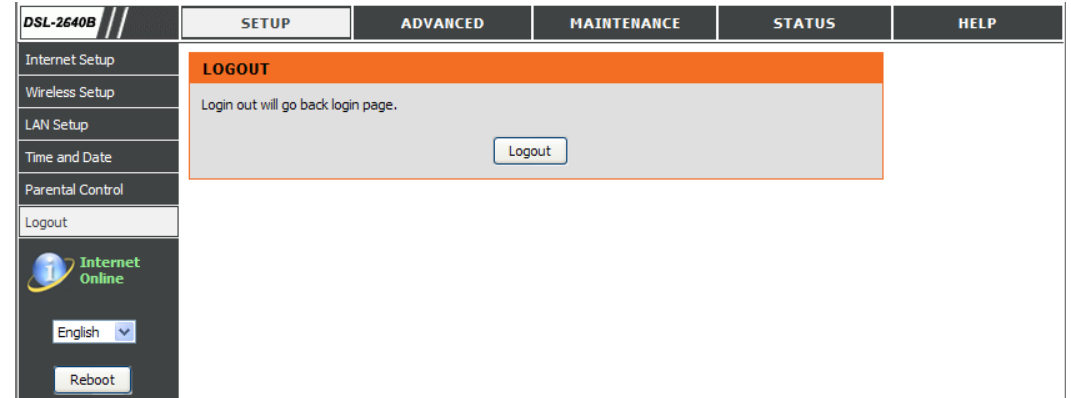 DSL-2640B
SETUP
ADVANCED
MAINTENANCE
STATUS
HELP
Internet Setup
Wireless Setup
LAN Setup
Time and Date
Parental Control
Logout
Internet
Online
English
Reboot
LOGOUT
Login out will go back login page.
Logout